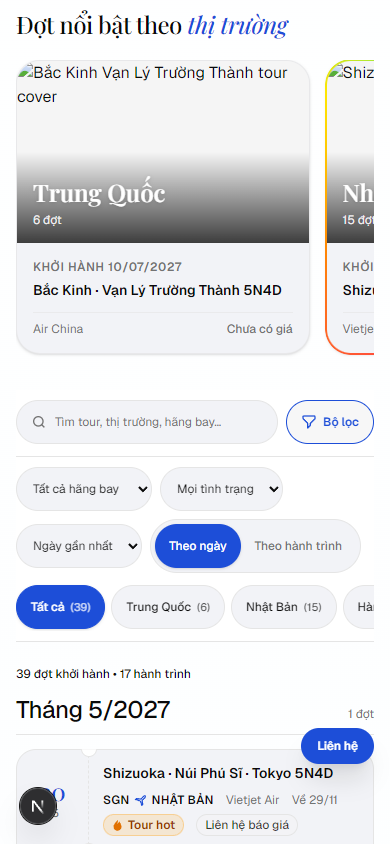 Đợt nổi bật theo thị trường
Bắc Kinh Vạn Lý Trường Thành tour
cover
Trung Quốc
6 đợt
KHỞI HÀNH 10/07/2027
Bắc Kinh · Vạn Lý Trường Thành 5N4D
Air China
Chưa có giá
Shiz
Nh
15 đợt
KHỞI
Shiz
Vietje
Tìm tour, thị trường, hãng bay...
Bộ lọc
Tất cả hãng bay
Mọi tình trạng
Ngày gần nhất
Theo ngày
Theo hành trình
Tất cả (39)
Trung Quốc (6)
Nhật Bản (15)
Hàn
39 đợt khởi hành • 17 hành trình
Tháng 5/2027
1 đợt
Liên hệ
Shizuoka · Núi Phú Sĩ · Tokyo 5N4D
SGN NHẬT BẢN Vietjet Air Về 29/11
N
Tour hot
Liên hệ báo giá